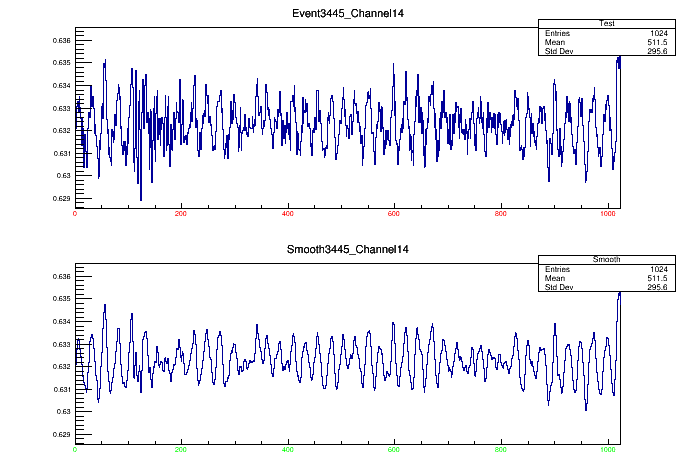 Event3445_Channel14
Test
Entries 1024
Mean 511.5
Std Dev 295.6
0.636
0.635
0.634
0.633
0.632
0.631
0.63
0.629
0 200 400 600 800 1000
Smooth3445_Channel14
Smooth
Entries 1024
Mean 511.5
Std Dev 295.6
0.636
0.635
0.634
0.633
0.632
0.631
0.63
0.629
0 200 400 600 800 1000